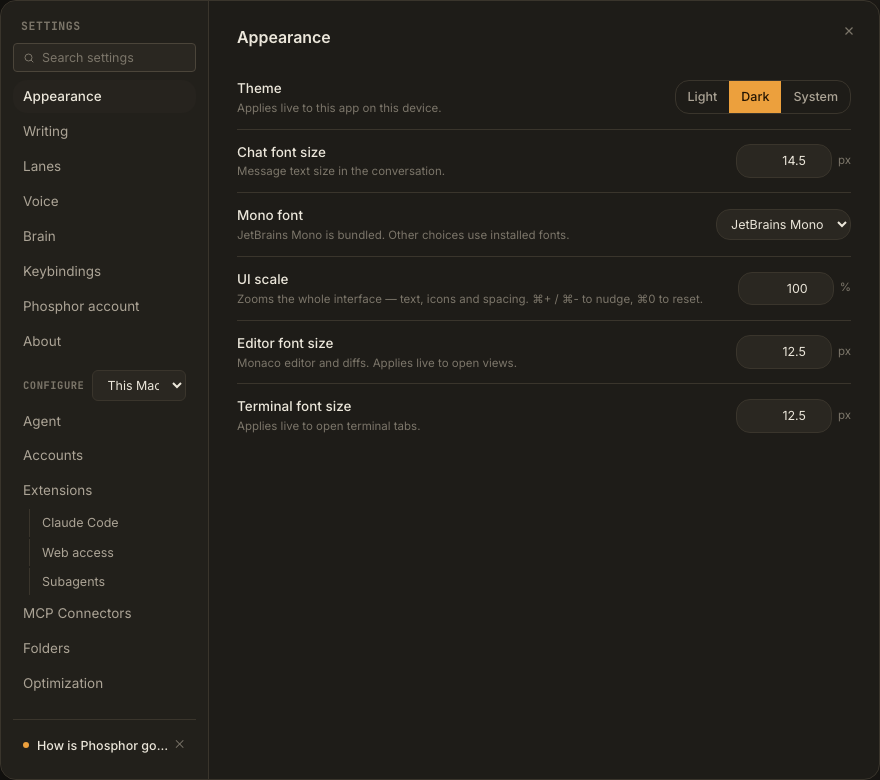 SETTINGS
Search settings
Appearance
Writing
Lanes
Voice
Brain
Keybindings
Phosphor account
About
CONFIGURE This Mac
Agent
Accounts
Extensions
Claude Code
Web access
Subagents
MCP Connectors
Folders
Optimization
How is Phosphor go... ×
Appearance ×
Theme
Applies live to this app on this device.
Light Dark System
Chat font size
Message text size in the conversation.
14.5 px
Mono font
JetBrains Mono is bundled. Other choices use installed fonts.
JetBrains Mono
UI scale
Zooms the whole interface — text, icons and spacing. ⌘+ / ⌘- to nudge, ⌘0 to reset.
100 %
Editor font size
Monaco editor and diffs. Applies live to open views.
12.5 px
Terminal font size
Applies live to open terminal tabs.
12.5 px